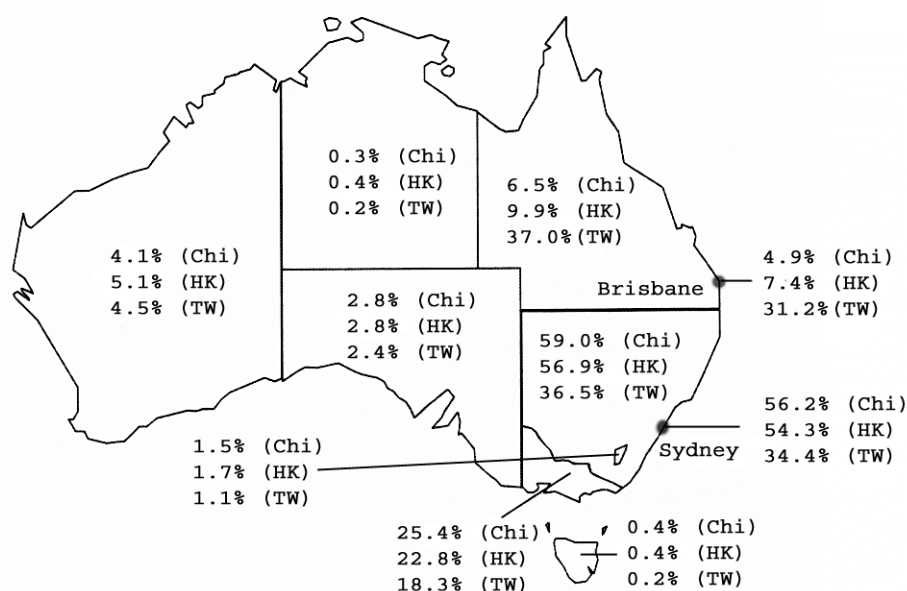 0.3% (Chi)
0.4% (HK)
0.2% (TW)
6.5% (Chi)
9.9% (HK)
37.0%(TW)
4.1% (Chi)
5.1% (HK)
4.5% (TW)
2.8% (Chi)
2.8% (HK)
2.4% (TW)
Brisbane
4.9% (Chi)
7.4% (HK)
31.2%(TW)
59.0% (Chi)
56.9% (HK)
36.5% (TW)
Sydney
56.2% (Chi)
54.3% (HK)
34.4% (TW)
1.5% (Chi)
1.7% (HK)
1.1% (TW)
25.4% (Chi)
22.8% (HK)
18.3% (TW)
0.4% (Chi)
0.4% (HK)
0.2% (TW)